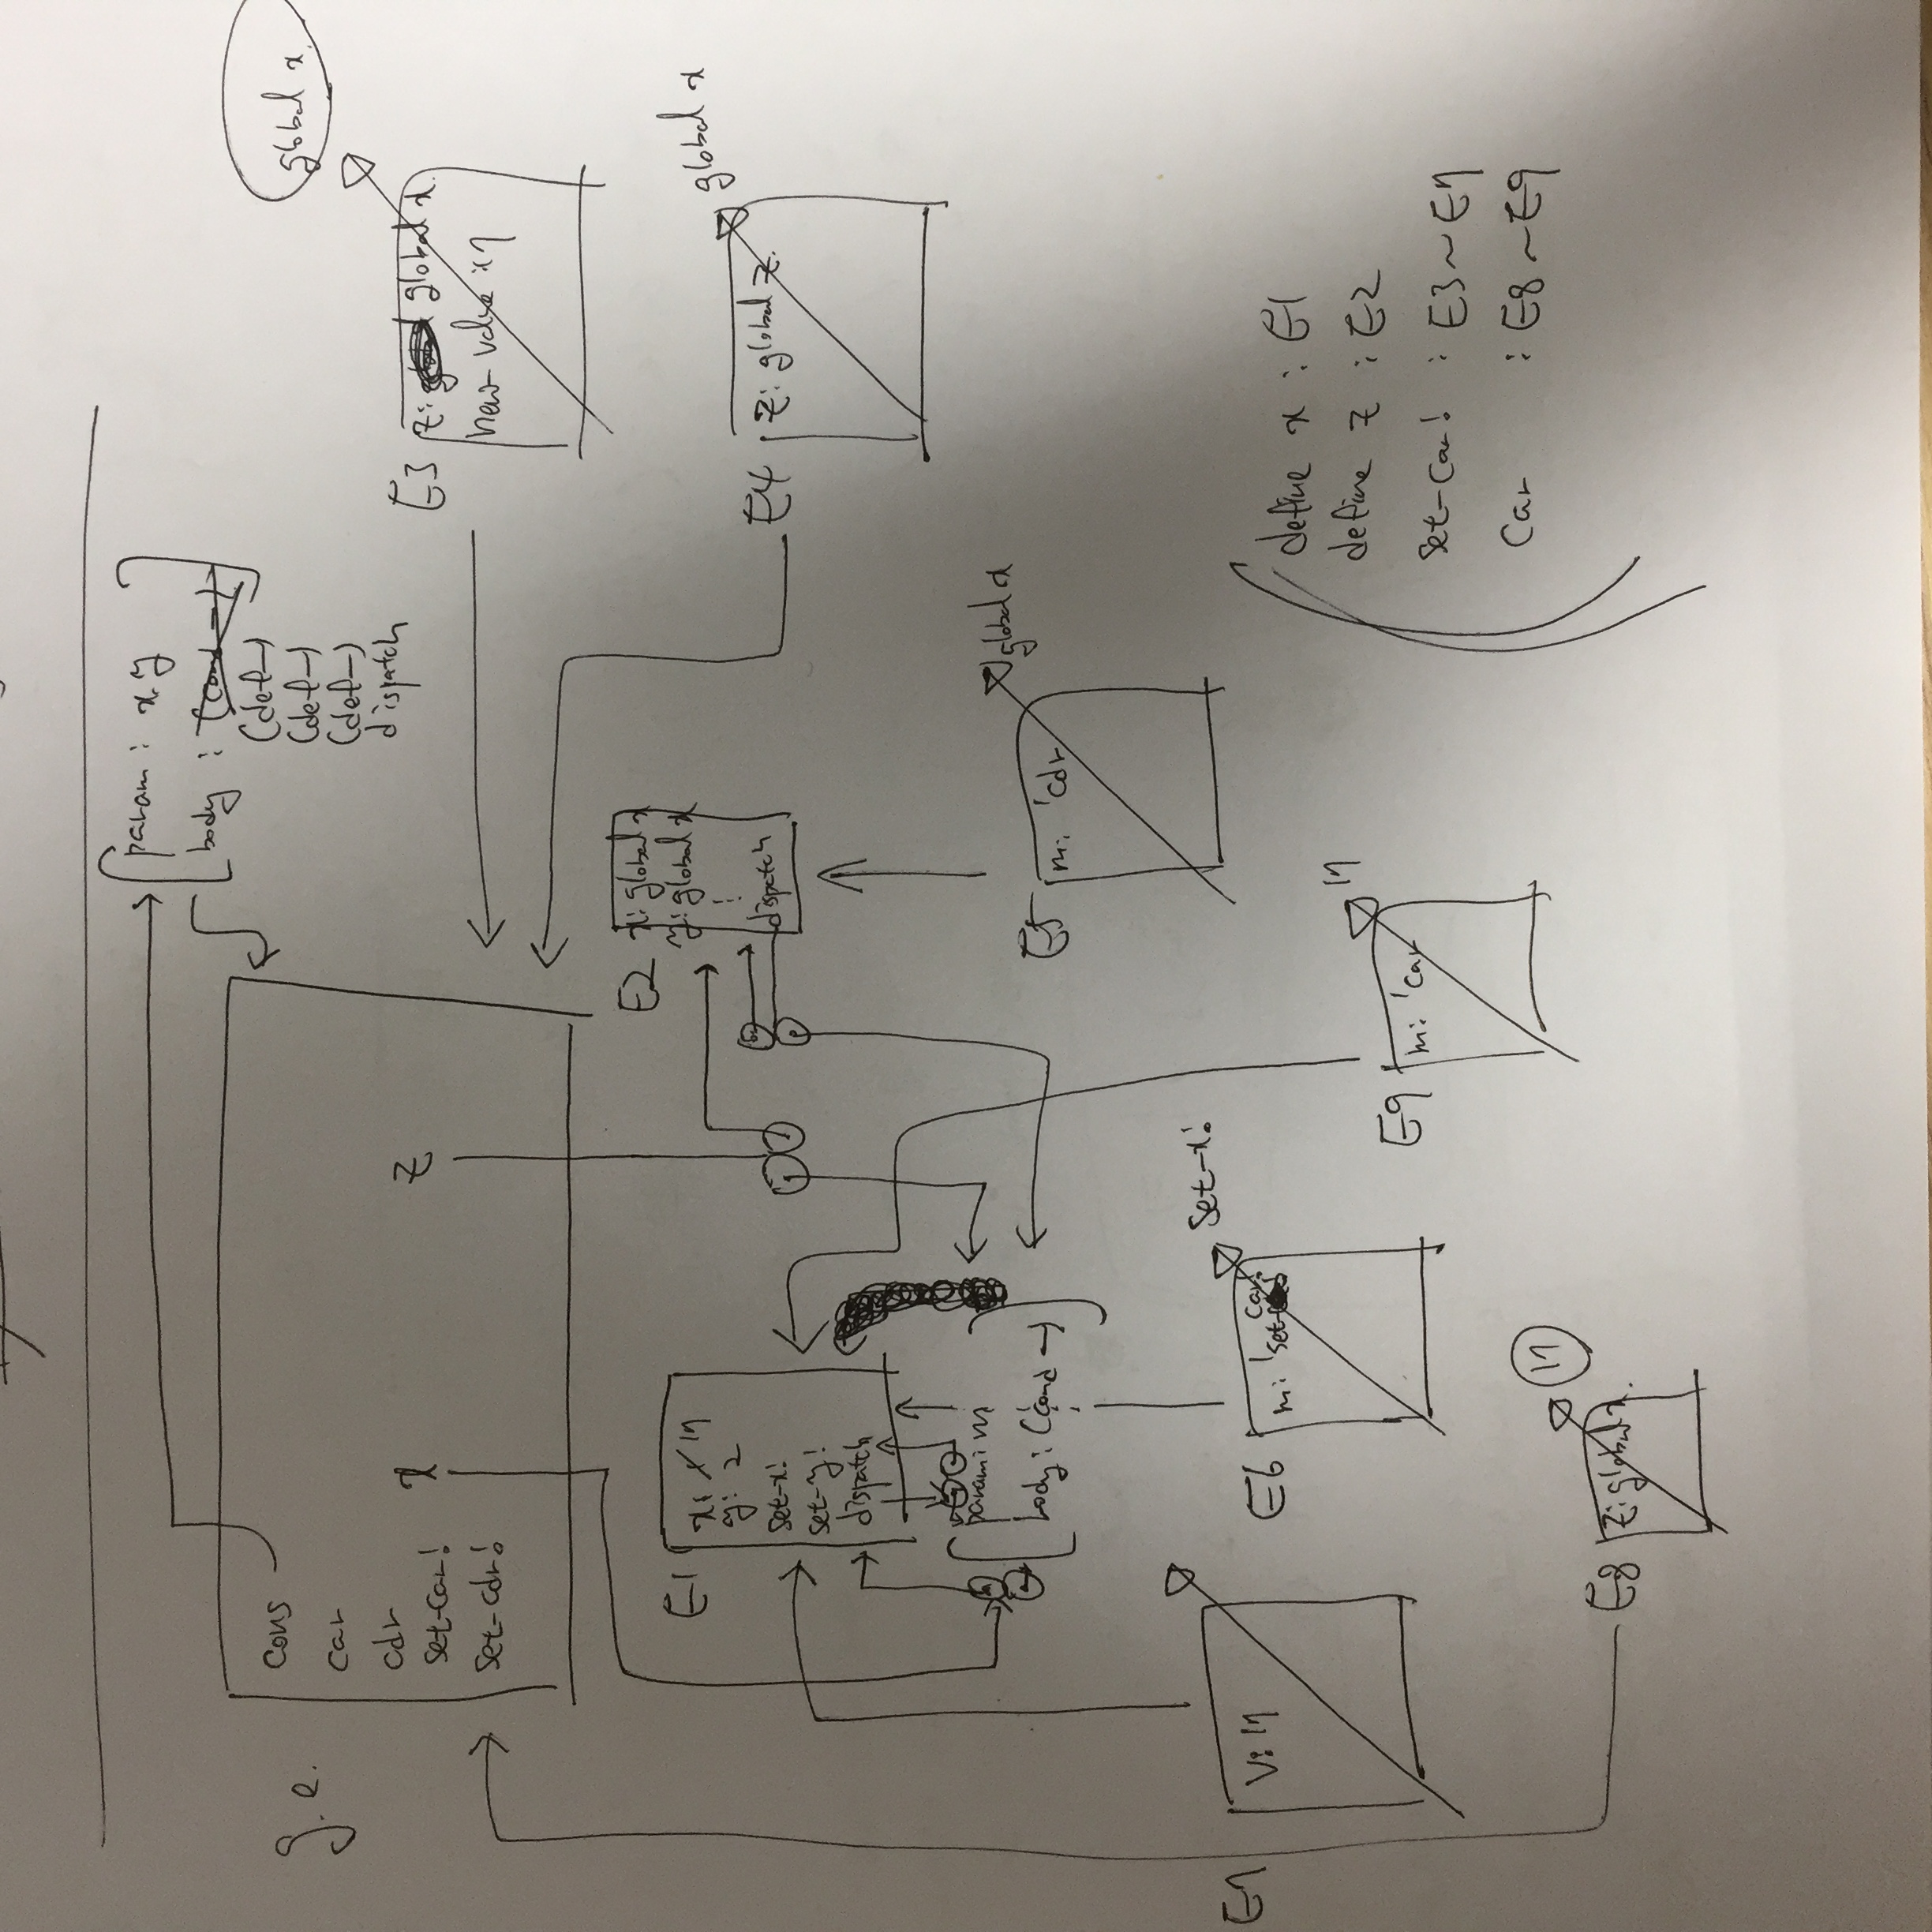 param : x y
body : (cond —)
(def—)
(def—)
(def—)
dispatch
g.e.
cons
car
cdr
set-car!
set-cdr!
x
z
global x.
E3
z: global x.
new-value : 17
E1
x: 1 17
y: 2
set-x!
set-y!
dispatch
param: m
body: (cond —)
E2
x: global x
y: global x
⋮
dispatch
E4
z: global z.
global x
E5
m: 'cdr
global x
E7
V: 17
E6
m: 'set-car!
set-x!
E9
m: 'car
17
E8
z: global x.
17
define x : E1
define z : E2
set-car! : E3~E7
Car : E8~E9